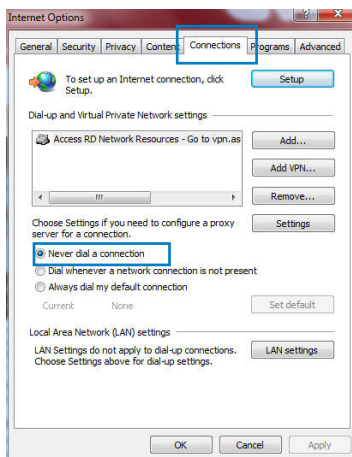 Internet Options
General Security Privacy Content Connections Programs Advanced
To set up an Internet connection, click
Setup.
Setup
Dial-up and Virtual Private Network settings
Access RD Network Resources - Go to vpn.as
Add...
Add VPN...
Remove...
Choose Settings if you need to configure a proxy
server for a connection.
Settings
Never dial a connection
Dial whenever a network connection is not present
Always dial my default connection
Current None
Set default
Local Area Network (LAN) settings
LAN Settings do not apply to dial-up connections.
Choose Settings above for dial-up settings.
LAN settings
OK Cancel Apply